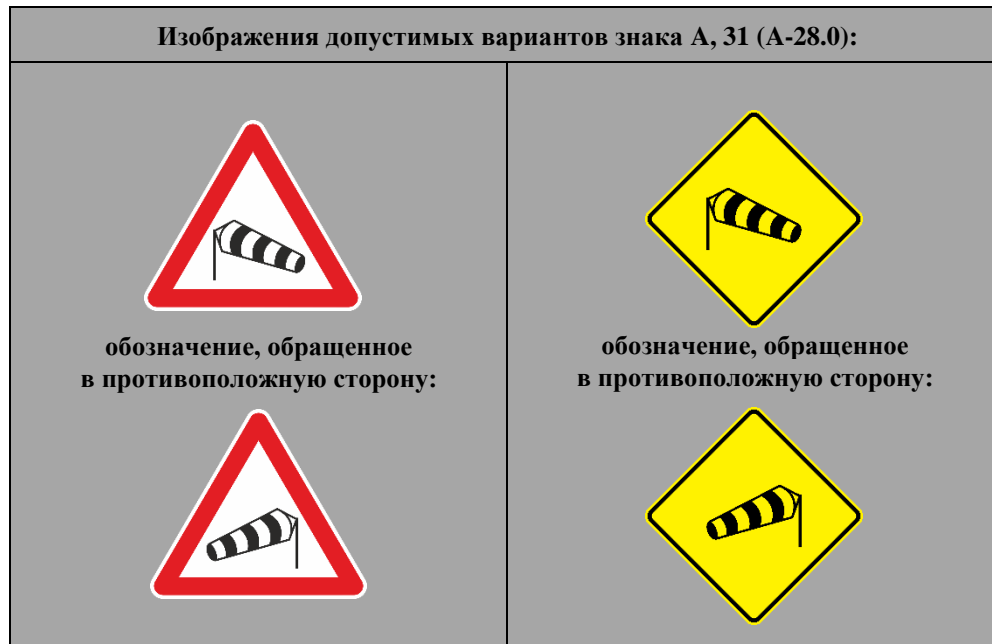 Изображения допустимых вариантов знака А, 31 (А-28.0):
обозначение, обращенное
в противоположную сторону:
обозначение, обращенное
в противоположную сторону: